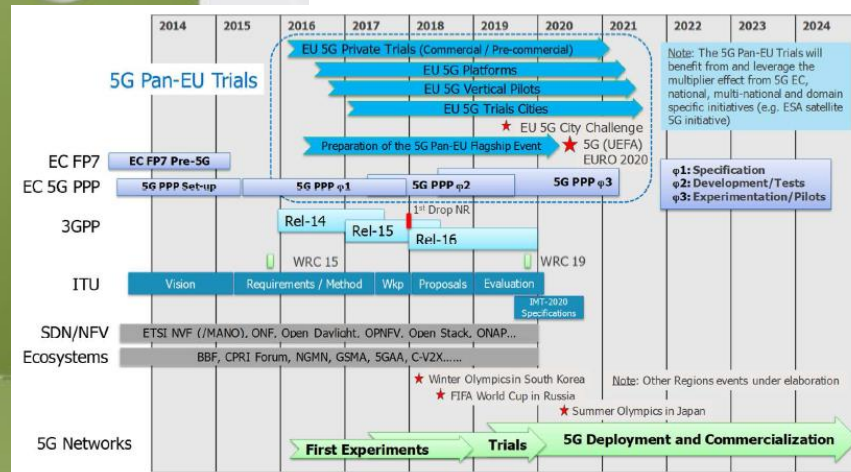 2014 2015 2016 2017 2018 2019 2020 2021 2022 2023 2024
5G Pan-EU Trials
EU 5G Private Trials (Commercial / Pre-commercial)
EU 5G Platforms
EU 5G Vertical Pilots
EU 5G Trials Cities
EU 5G City Challenge
Preparation of the 5G Pan-EU Flagship Event
5G (UEFA)
EURO 2020
Note: The 5G Pan-EU Trials will
benefit from and leverage the
multiplier effect from 5G EC,
national, multi-national and domain
specific initiatives (e.g. ESA satellite
5G initiative)
EC FP7
EC FP7 Pre-5G
EC 5G PPP
5G PPP Set-up
5G PPP φ1
5G PPP φ2
5G PPP φ3
φ1: Specification
φ2: Development/Tests
φ3: Experimentation/Pilots
3GPP
Rel-14
Rel-15
1st Drop NR
Rel-16
WRC 15
WRC 19
ITU
Vision
Requirements / Method
Wkp
Proposals
Evaluation
IMT-2020
Specifications
SDN/NFV
ETSI NVF (/MANO), ONF, Open Daylight, OPNFV, Open Stack, ONAP...
Ecosystems
BBF, CPRI Forum, NGMN, GSMA, 5GAA, C-V2X......
Winter Olympics in South Korea
FIFA World Cup in Russia
Note: Other Regions events under elaboration
Summer Olympics in Japan
5G Networks
First Experiments
Trials
5G Deployment and Commercialization